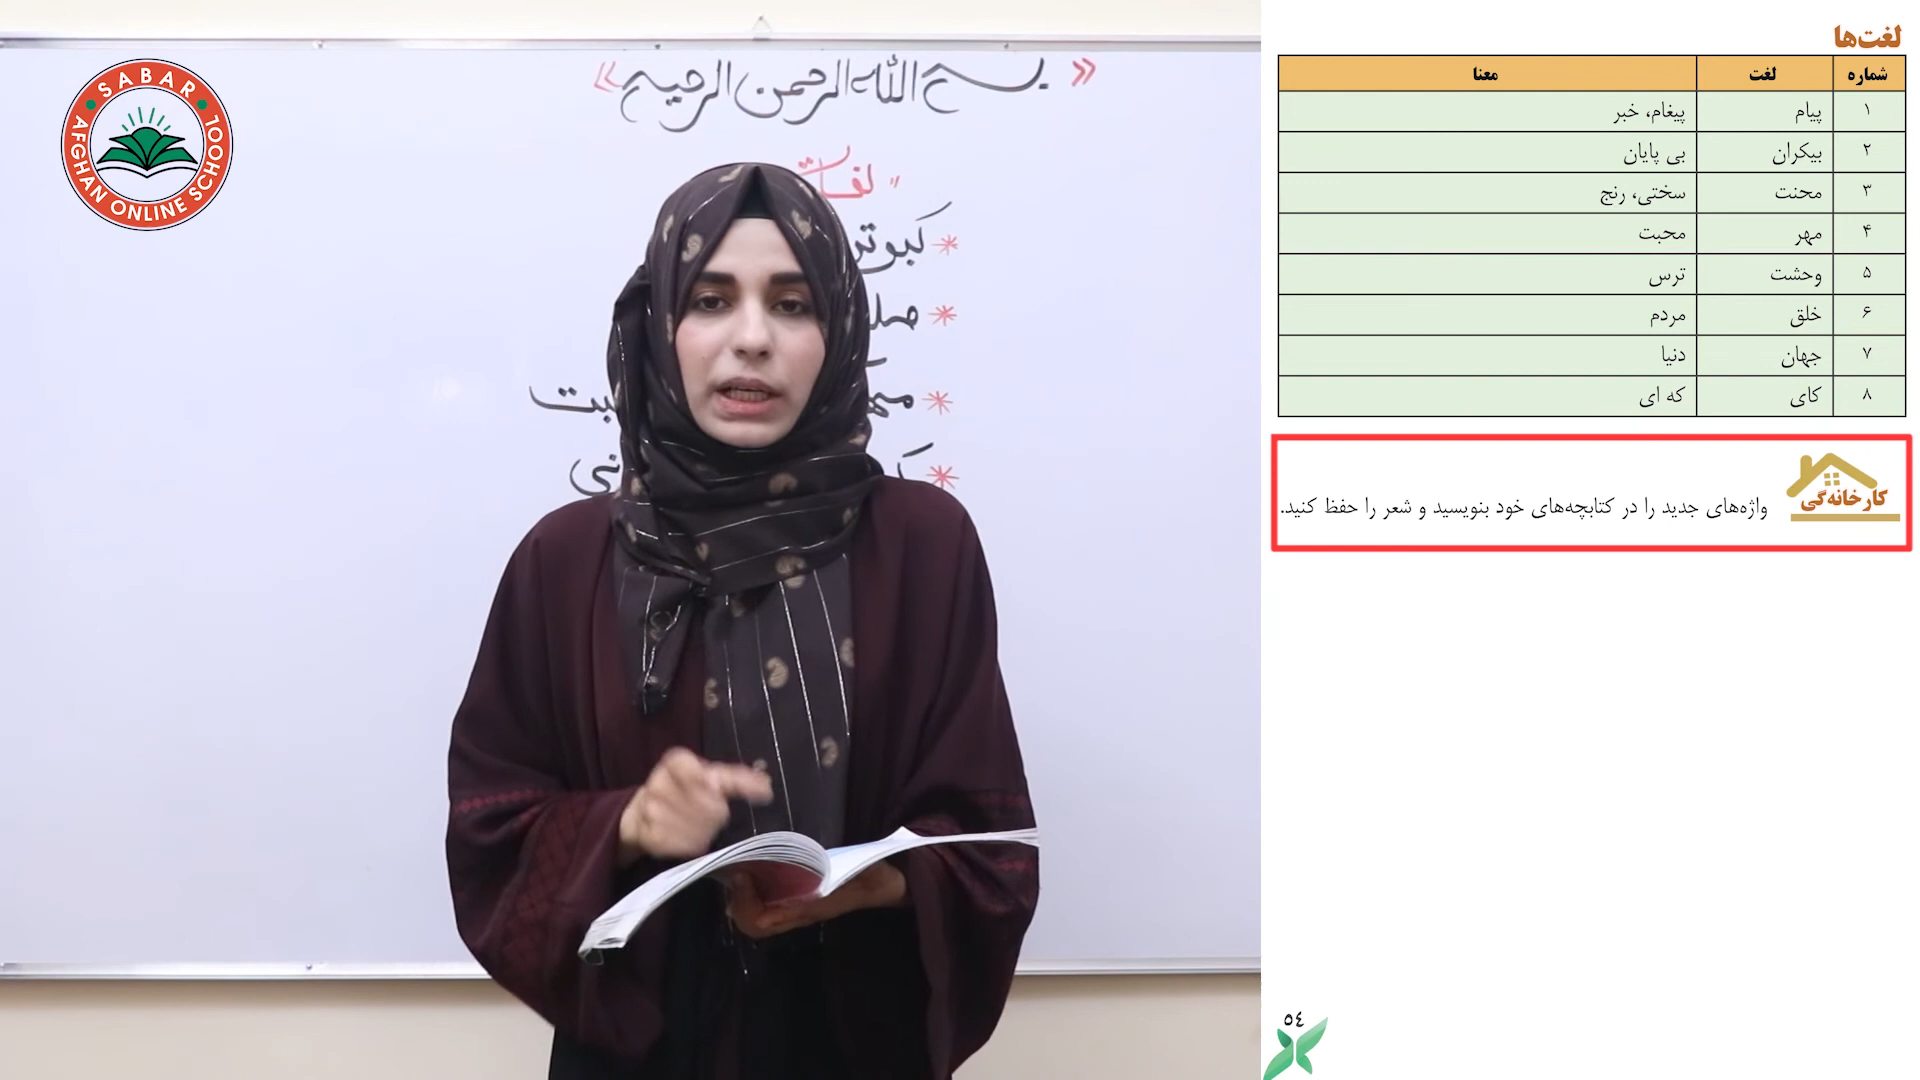 SABAR
AFGHAN ONLINE SCHOOL
« بسم الله الرحمن الرحیم »
" لغات
* کبوتر
*
*
*
لغت‌ها
شماره لغت معنا
۱ پیام پیغام، خبر
۲ بیکران بی پایان
۳ محنت سختی، رنج
۴ مهر محبت
۵ وحشت ترس
۶ خلق مردم
۷ جهان دنیا
۸ کای که ای
کارخانه‌گی
واژه‌های جدید را در کتابچه‌های خود بنویسید و شعر را حفظ کنید.
٥٤